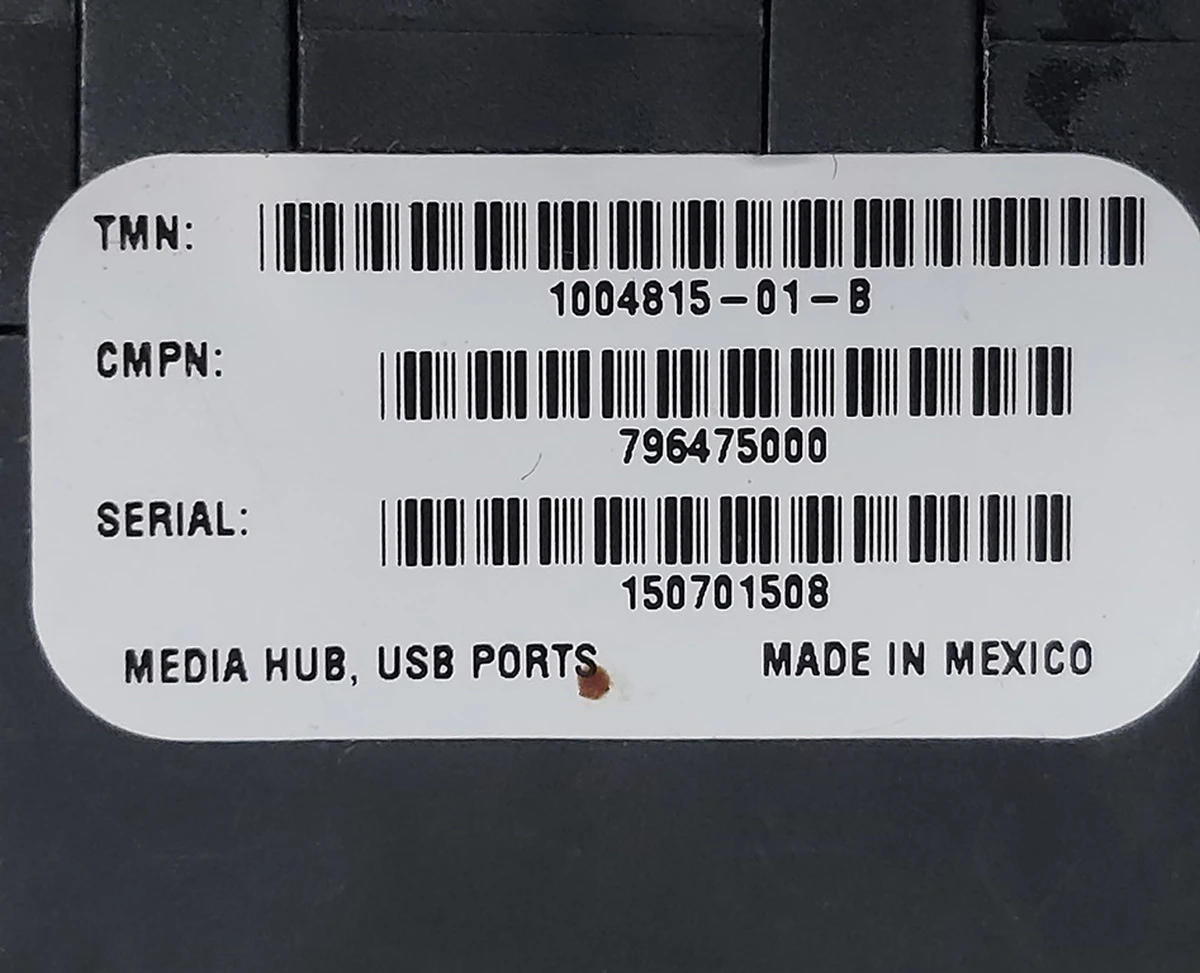 TMN:
1004815-01-B
CMPN:
796475000
SERIAL:
150701508
MEDIA HUB, USB PORTS MADE IN MEXICO